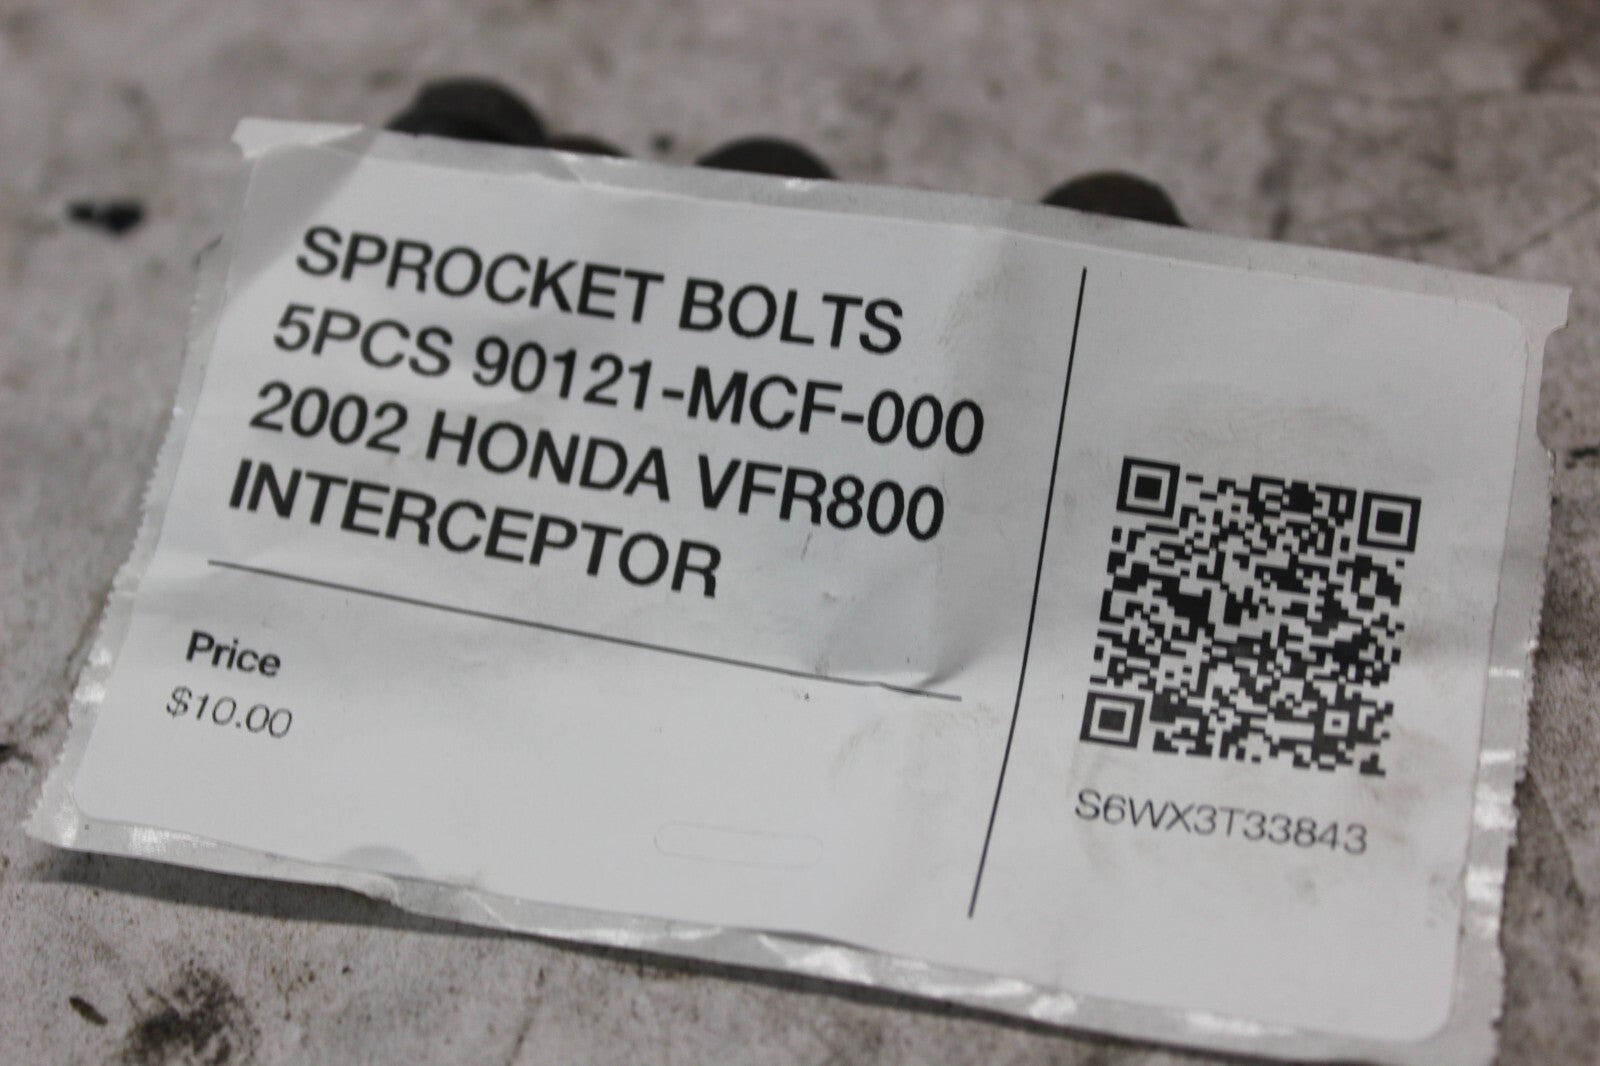 SPROCKET BOLTS
5PCS 90121-MCF-000
2002 HONDA VFR800
INTERCEPTOR
Price
$10.00
S6WX3T33843